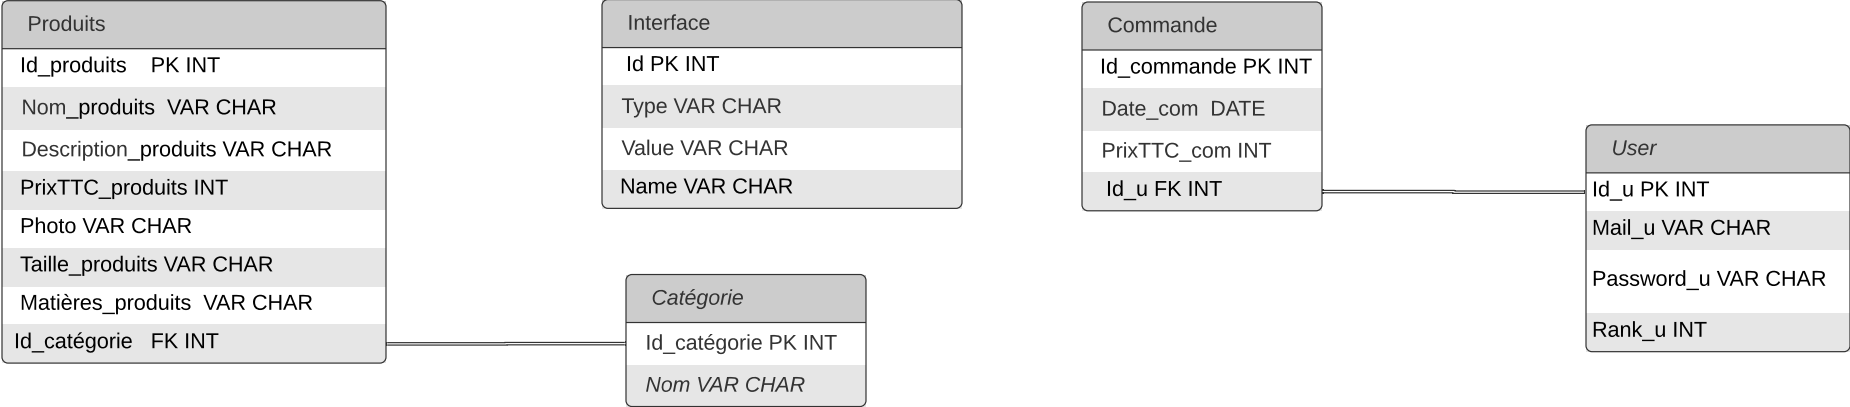 Produits
Id_produits PK INT
Nom_produits VAR CHAR
Description_produits VAR CHAR
PrixTTC_produits INT
Photo VAR CHAR
Taille_produits VAR CHAR
Matières_produits VAR CHAR
Id_catégorie FK INT
Interface
Id PK INT
Type VAR CHAR
Value VAR CHAR
Name VAR CHAR
Catégorie
Id_catégorie PK INT
Nom VAR CHAR
Commande
Id_commande PK INT
Date_com DATE
PrixTTC_com INT
Id_u FK INT
User
Id_u PK INT
Mail_u VAR CHAR
Password_u VAR CHAR
Rank_u INT